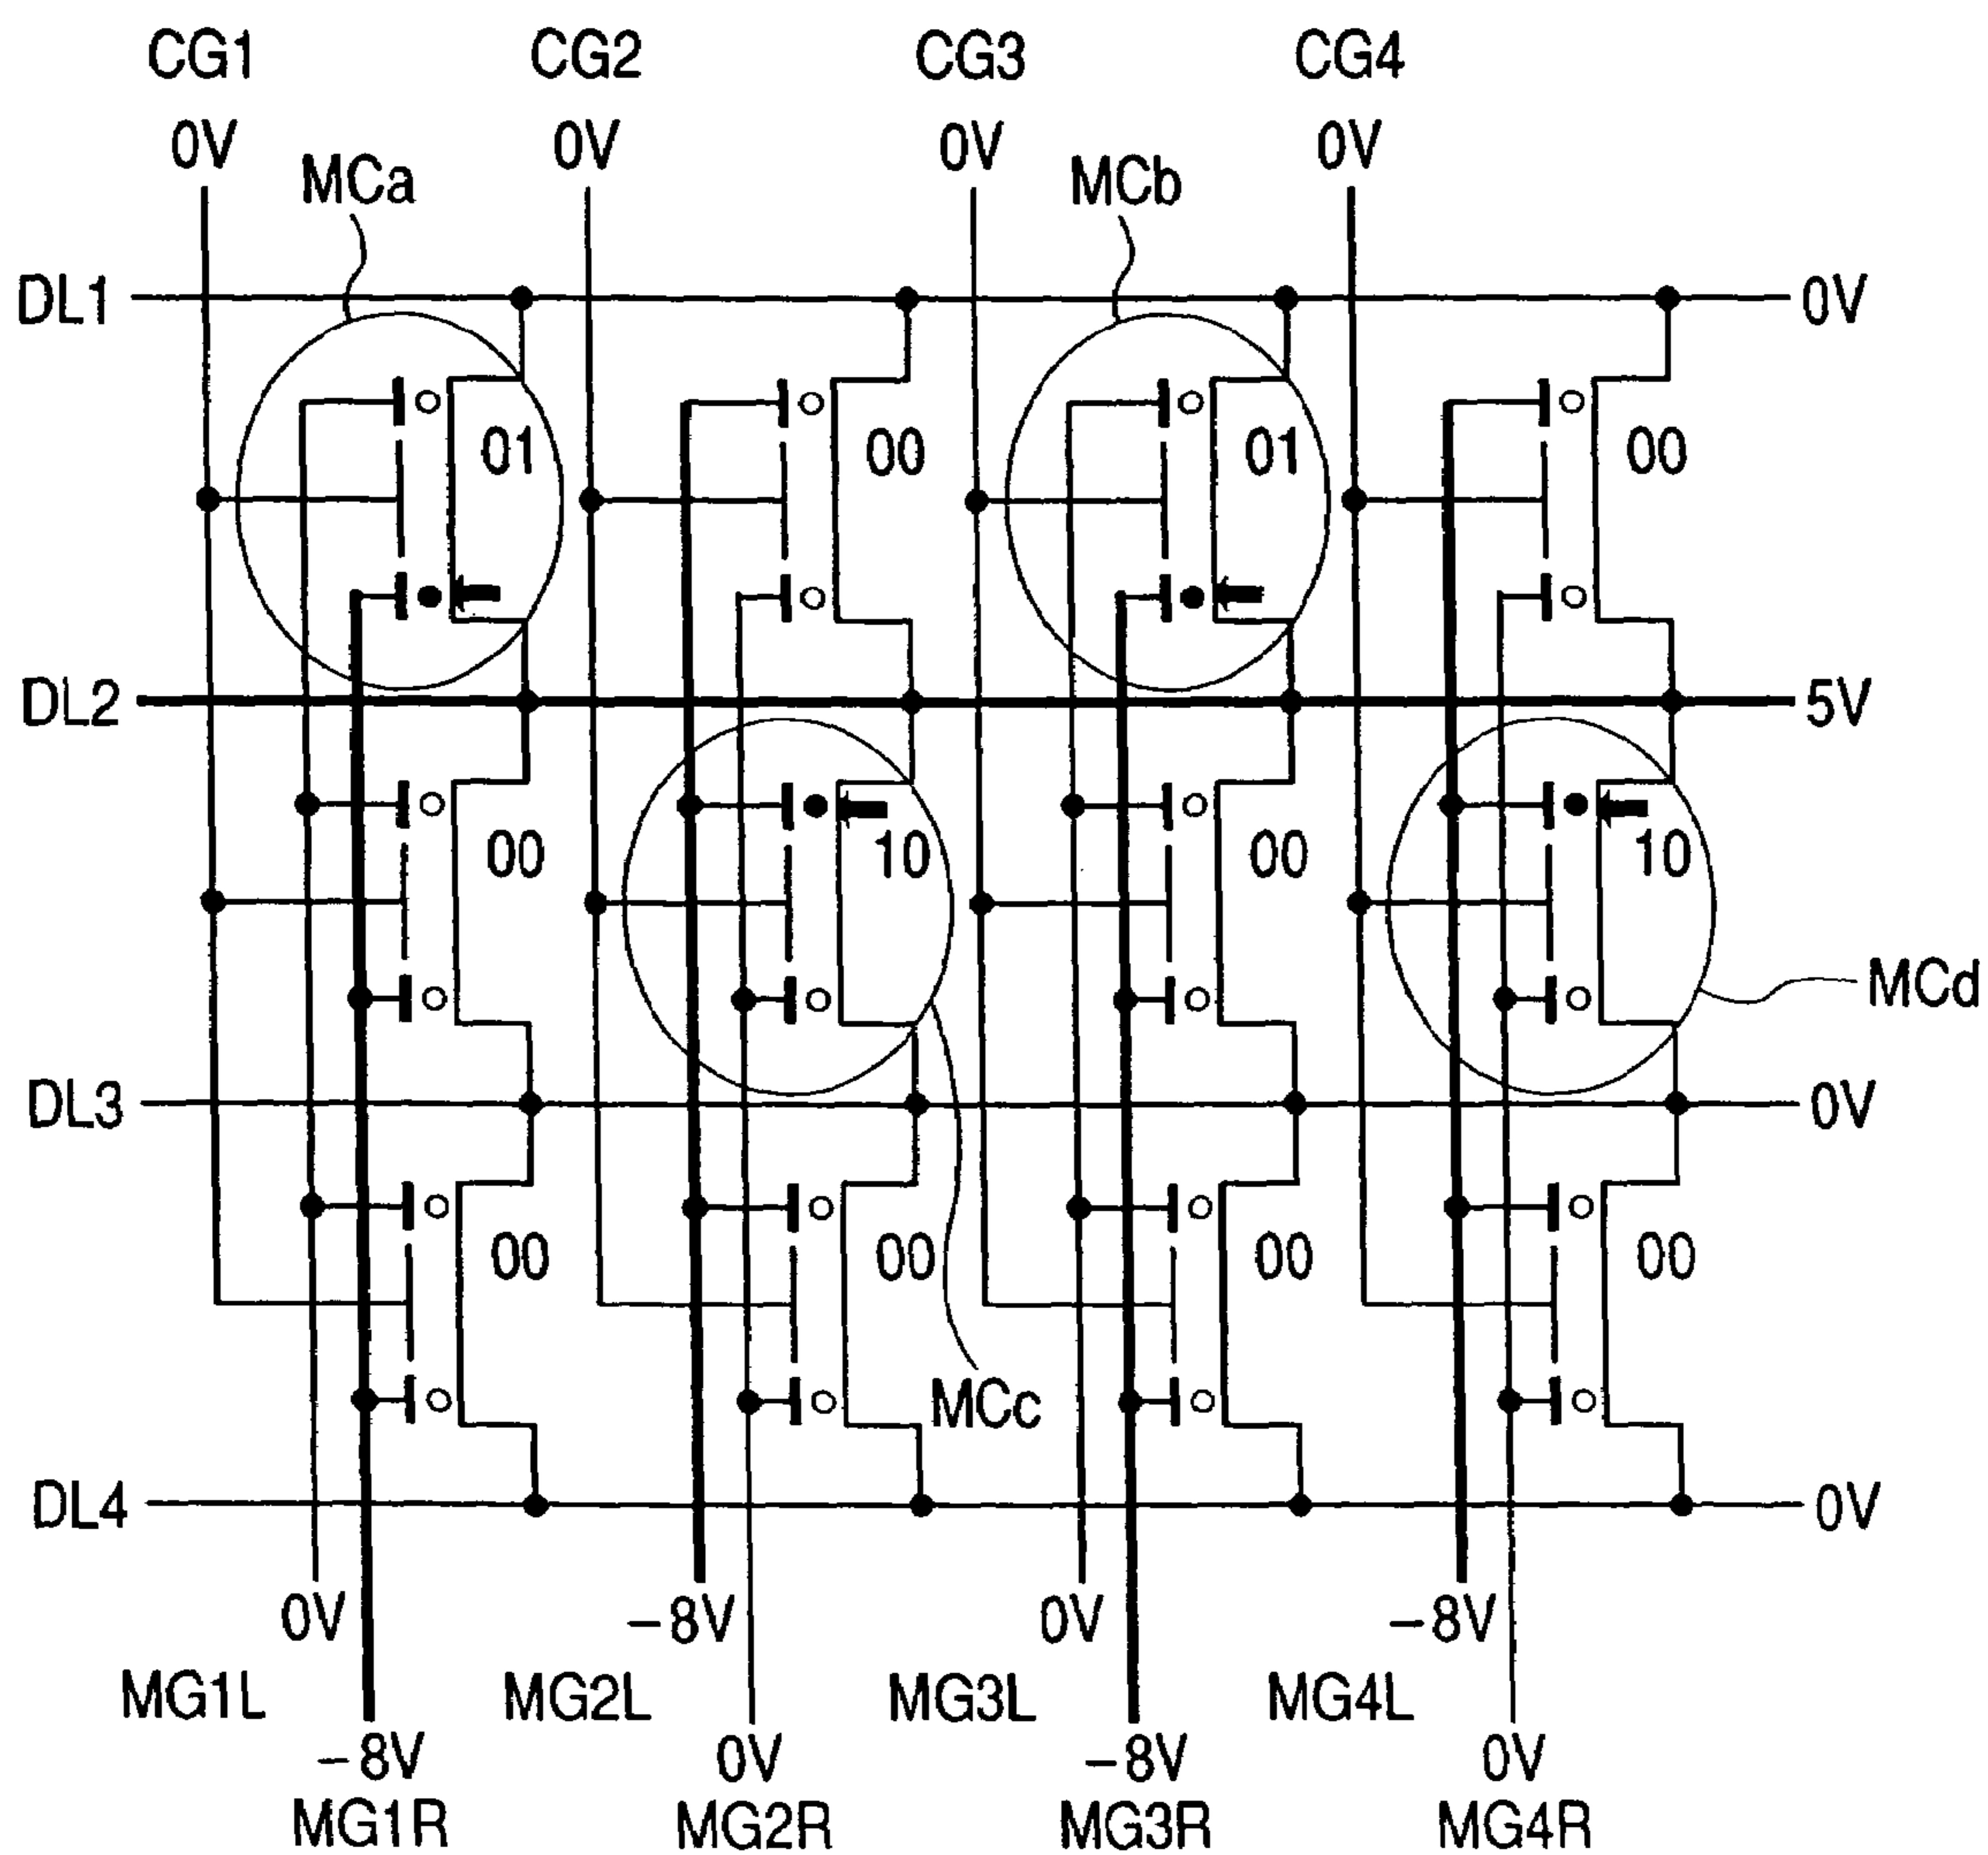 CG1 CG2 CG3 CG4
0V 0V 0V 0V
MCa MCb
DL1 0V
01 00 01 00
DL2 5V
00 10 00 10
MCd
DL3 0V
00 00 00 00
MCc
DL4 0V
0V -8V 0V -8V
MG1L MG2L MG3L MG4L
-8V 0V -8V 0V
MG1R MG2R MG3R MG4R